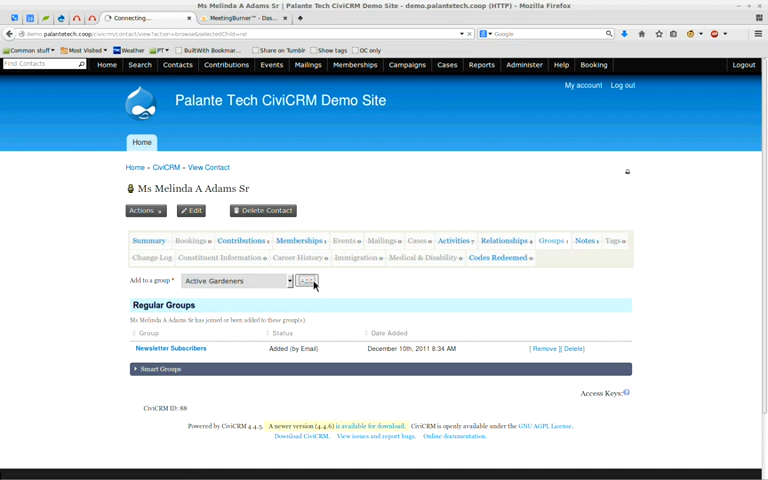 Ms Melinda A Adams Sr | Palante Tech CiviCRM Demo Site - demo.palantetech.coop (HTTP) - Mozilla Firefox
Connecting...
MeetingBurner™ - Das...
demo.palantetech.coop/civicrm/contact/view?action=browse&selectedChild=rel
Google
Common stuff
Most Visited
Weather
PT
BuiltWith Bookmar...
Share on Tumblr
Show tags
OC only
Find Contacts
Home Search Contacts Contributions Events Mailings Memberships Campaigns Cases Reports Administer Help Booking Logout
My account Log out
Palante Tech CiviCRM Demo Site
Home
Home » CiviCRM » View Contact
Ms Melinda A Adams Sr
Actions Edit Delete Contact
Summary Bookings 0 Contributions 1 Memberships 1 Events 0 Mailings 0 Cases 0 Activities 7 Relationships 4 Groups 1 Notes 1 Tags 0
Change Log Constituent Information 0 Career History 0 Immigration 0 Medical & Disability 0 Codes Redeemed 0
Add to a group * Active Gardeners
Regular Groups
Ms Melinda A Adams Sr has joined or been added to these group(s).
Group Status Date Added
Newsletter Subscribers Added (by Email) December 10th, 2011 8:34 AM [ Remove ][ Delete]
Smart Groups
Access Keys: ?
CiviCRM ID: 88
Powered by CiviCRM 4.4.5. A newer version (4.4.6) is available for download. CiviCRM is openly available under the GNU AGPL License.
Download CiviCRM. View issues and report bugs. Online documentation.